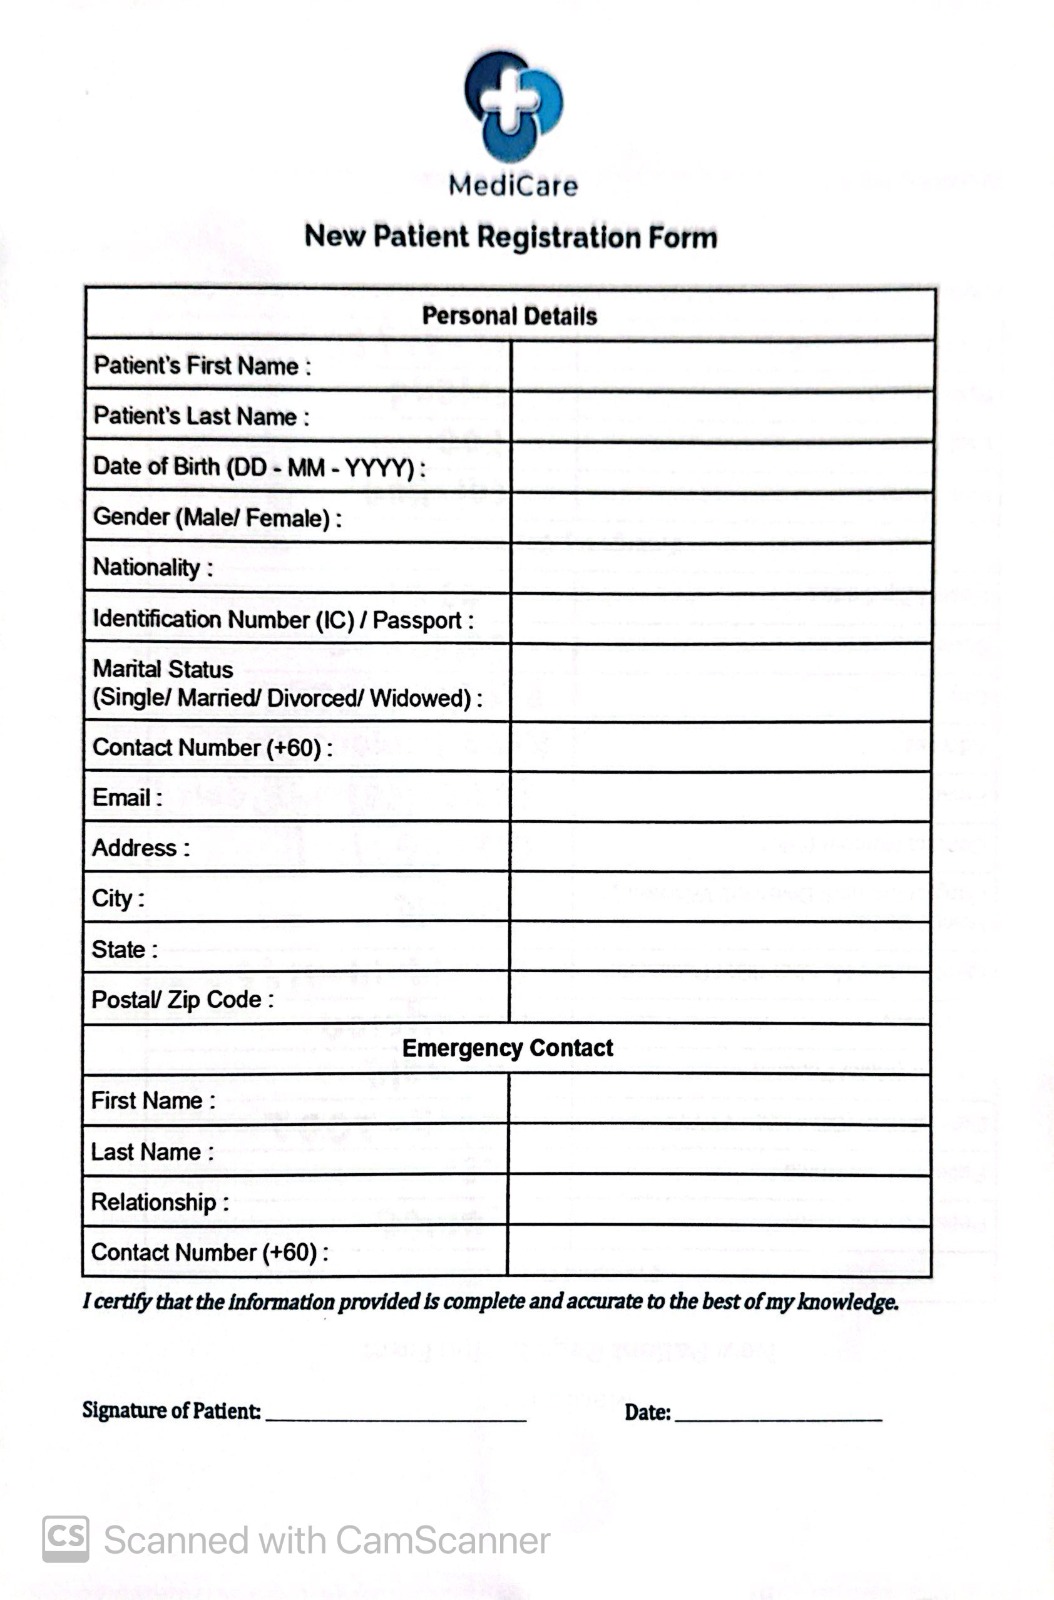 MediCare
New Patient Registration Form
Personal Details
Patient's First Name :
Patient's Last Name :
Date of Birth (DD - MM - YYYY) :
Gender (Male/ Female) :
Nationality :
Identification Number (IC) / Passport :
Marital Status
(Single/ Married/ Divorced/ Widowed) :
Contact Number (+60) :
Email :
Address :
City :
State :
Postal/ Zip Code :
Emergency Contact
First Name :
Last Name :
Relationship :
Contact Number (+60) :
I certify that the information provided is complete and accurate to the best of my knowledge.
Signature of Patient: Date:
CS Scanned with CamScanner